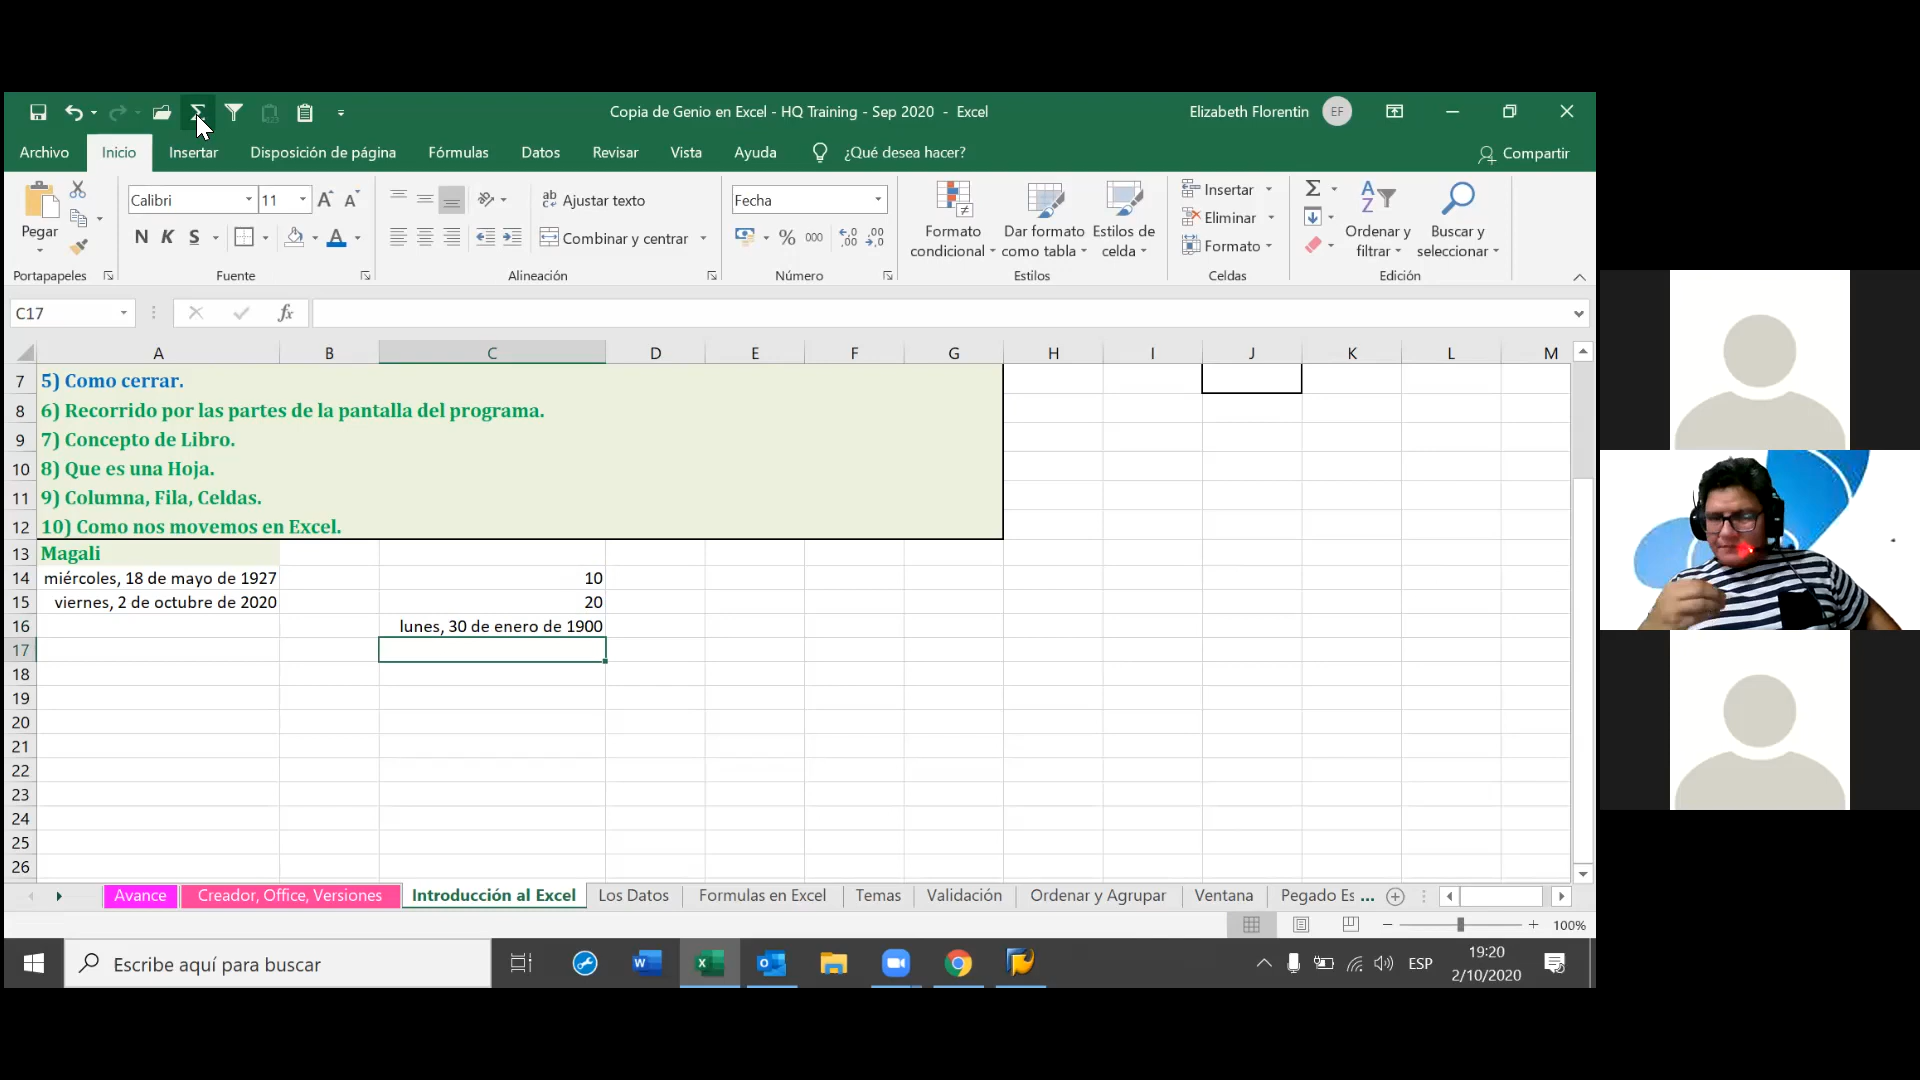 Copia de Genio en Excel - HQ Training - Sep 2020 - Excel
Elizabeth Florentin EF
Archivo Inicio Insertar Disposición de página Fórmulas Datos Revisar Vista Ayuda ¿Qué desea hacer? Compartir
Pegar
Portapapeles
Calibri 11
N K S A
Fuente
Ajustar texto
Combinar y centrar
Alineación
Fecha
% 000
Número
Formato condicional
Dar formato como tabla
Estilos de celda
Estilos
Insertar
Eliminar
Formato
Celdas
Σ
Ordenar y filtrar
Buscar y seleccionar
Edición
C17 fx
A B C D E F G H I J K L M
7 5) Como cerrar.
8 6) Recorrido por las partes de la pantalla del programa.
9 7) Concepto de Libro.
10 8) Que es una Hoja.
11 9) Columna, Fila, Celdas.
12 10) Como nos movemos en Excel.
13 Magali
14 miércoles, 18 de mayo de 1927 10
15 viernes, 2 de octubre de 2020 20
16 lunes, 30 de enero de 1900
17
18
19
20
21
22
23
24
25
26
Avance Creador, Office, Versiones Introducción al Excel Los Datos Formulas en Excel Temas Validación Ordenar y Agrupar Ventana Pegado Es ...
100%
Escribe aquí para buscar
ESP
19:20
2/10/2020